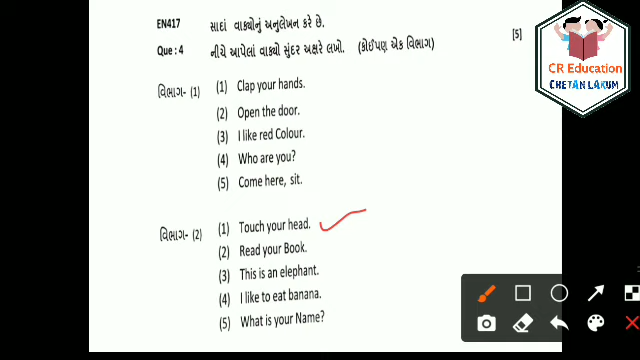 EN417 સાદાં વાક્યોનું અનુલેખન કરે છે.
Que : 4 નીચે આપેલાં વાક્યો સુંદર અક્ષરે લખો. (કોઈપણ એક વિભાગ) [5]
વિભાગ- (1) (1) Clap your hands.
(2) Open the door.
(3) I like red Colour.
(4) Who are you?
(5) Come here, sit.
વિભાગ- (2) (1) Touch your head.
(2) Read your Book.
(3) This is an elephant.
(4) I like to eat banana.
(5) What is your Name?
CR Education
CHETAN LAKUM